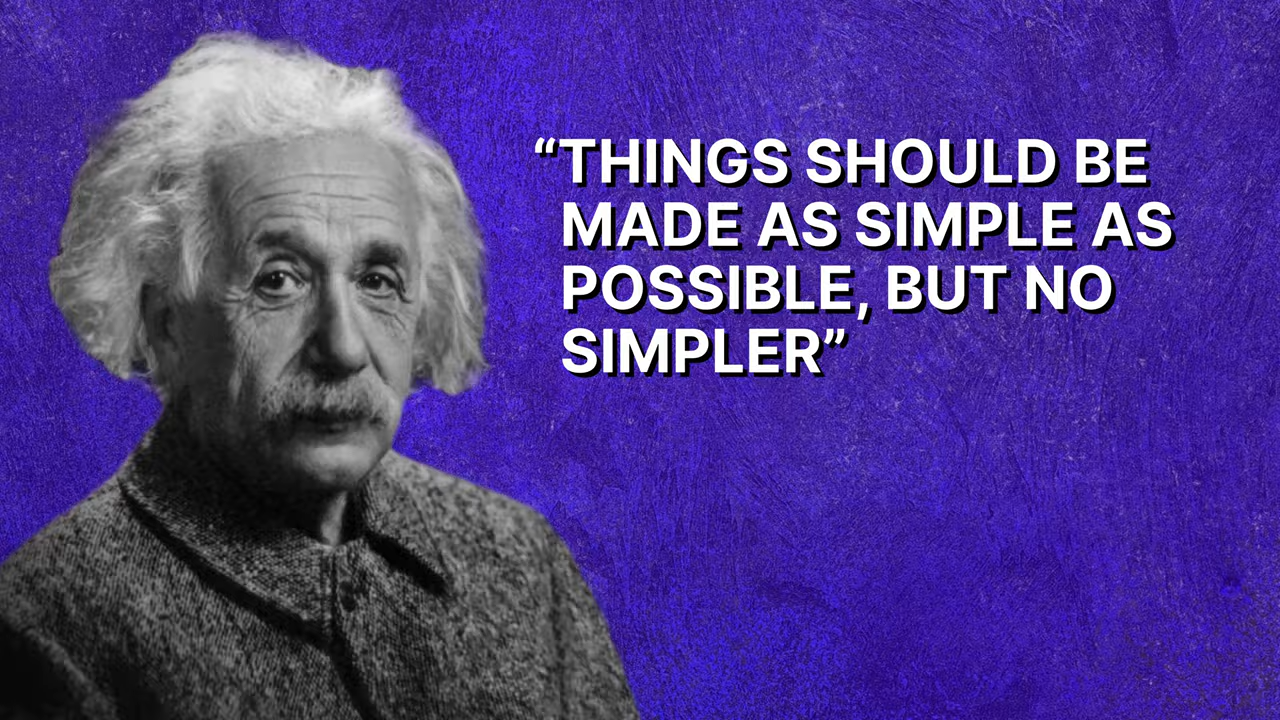 “THINGS SHOULD BE
MADE AS SIMPLE AS
POSSIBLE, BUT NO
SIMPLER”